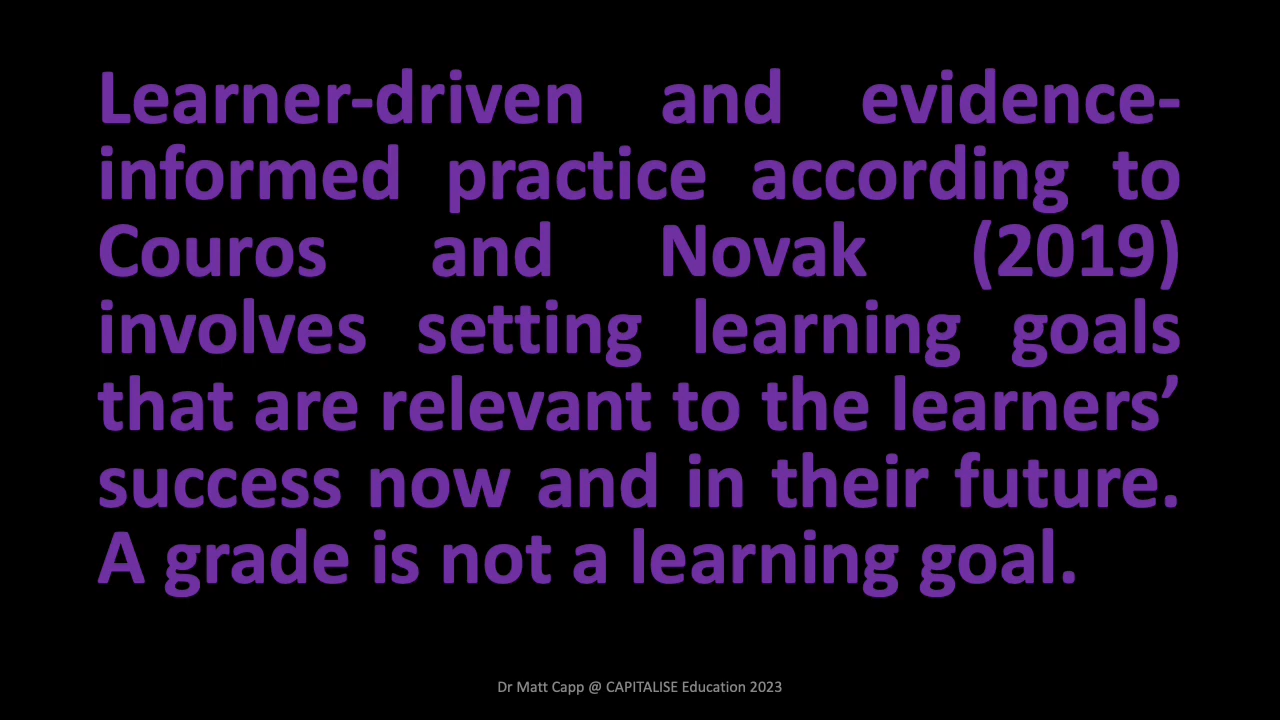 Learner-driven and evidence-
informed practice according to
Couros and Novak (2019)
involves setting learning goals
that are relevant to the learners’
success now and in their future.
A grade is not a learning goal.
Dr Matt Capp @ CAPITALISE Education 2023